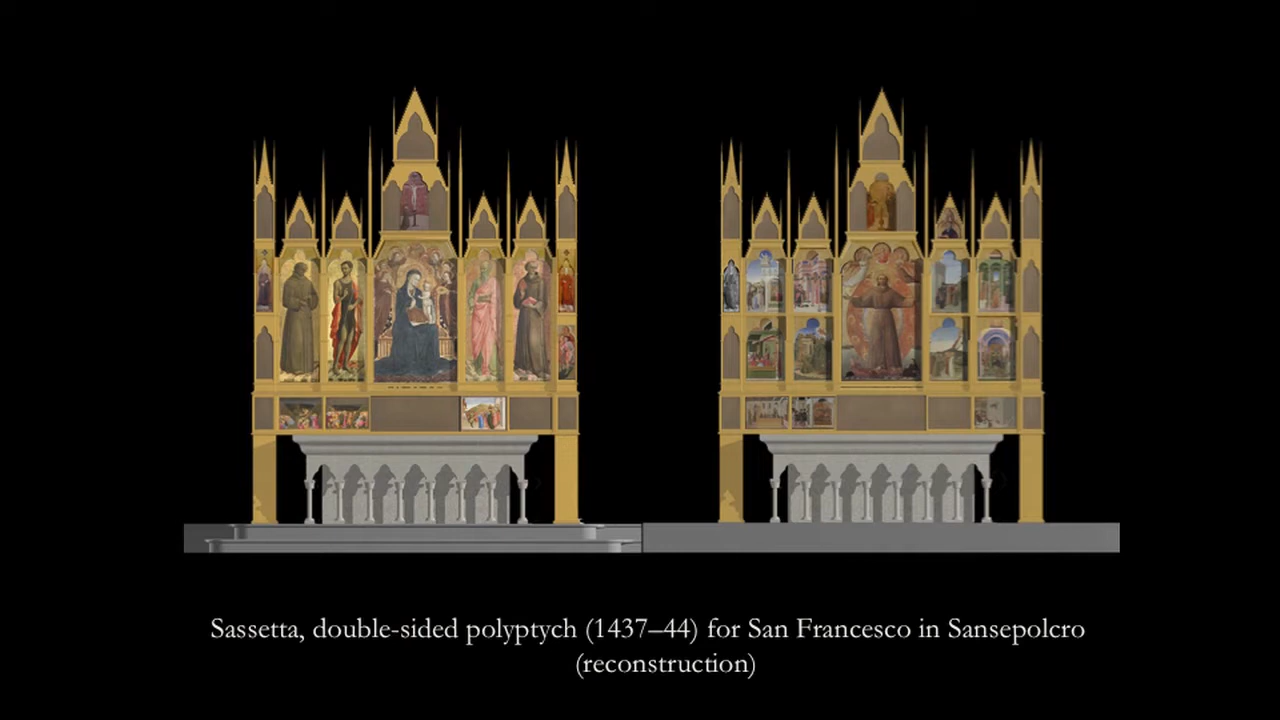 Sassetta, double-sided polyptych (1437–44) for San Francesco in Sansepolcro
(reconstruction)